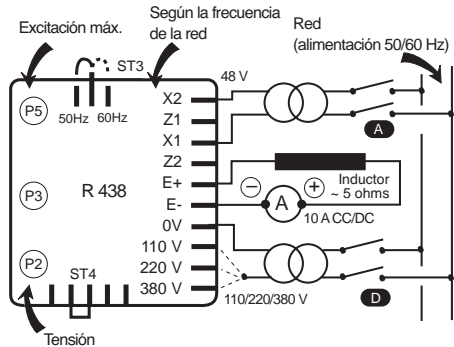 Excitación máx.
Según la frecuencia
de la red
Red
(alimentación 50/60 Hz)
ST3
48 V
P5
50Hz 60Hz
X2
Z1
X1
Z2
E+
E-
0V
110 V
220 V
380 V
A
P3
R 438
Inductor
~ 5 ohms
− A +
10 A CC/DC
P2
ST4
110/220/380 V
D
Tensión